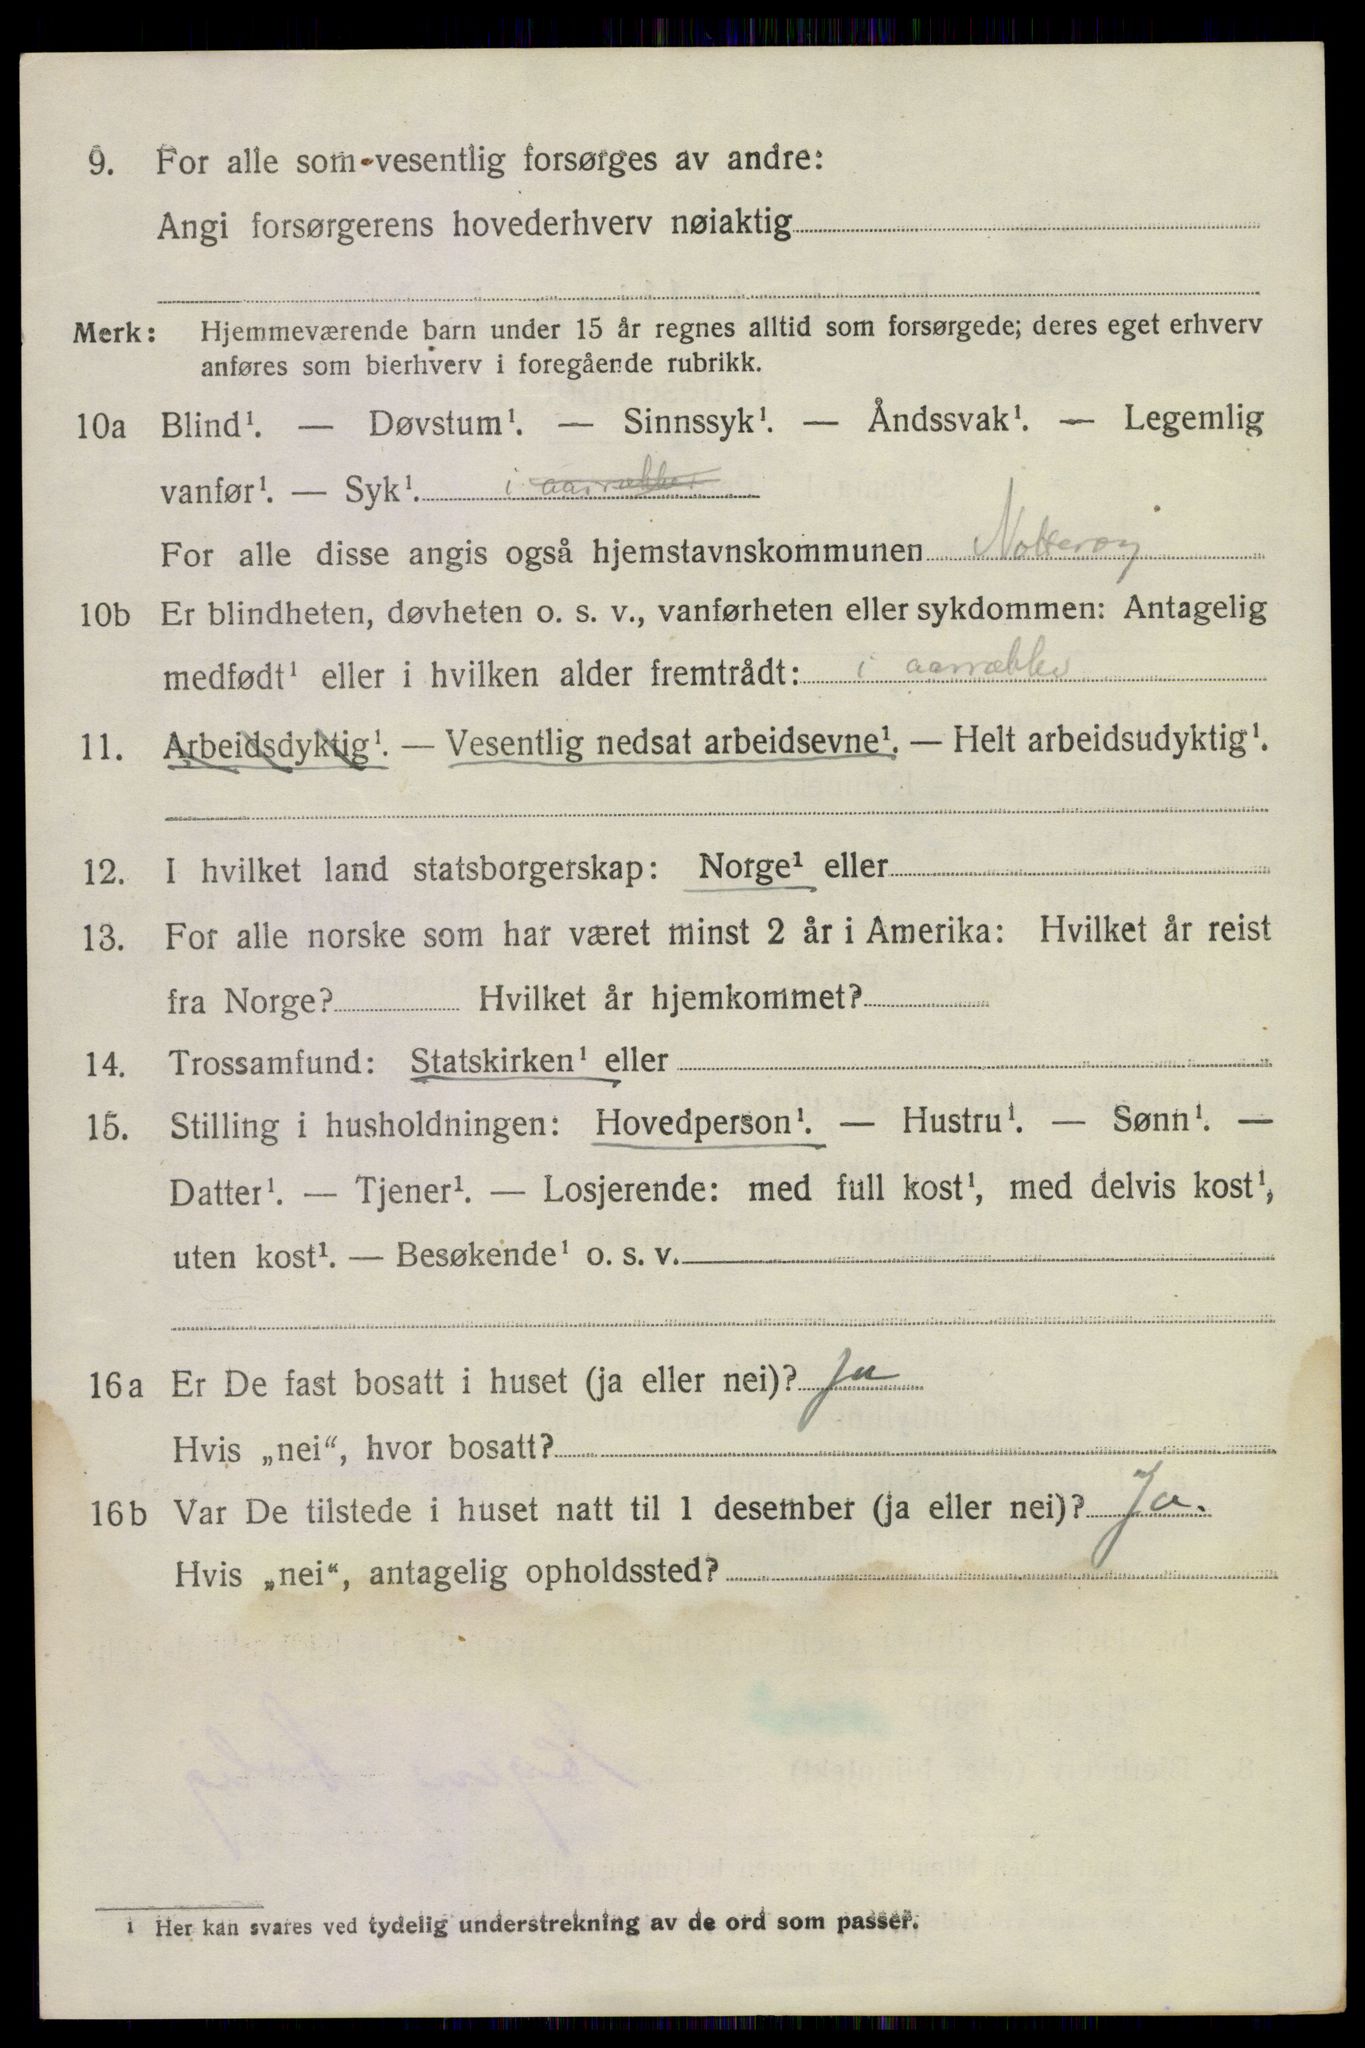 9. For alle som vesentlig forsørges av andre:
Angi forsørgerens hovederhverv nøiaktig
Merk: Hjemmeværende barn under 15 år regnes alltid som forsørgede; deres eget erhverv
anføres som bierhverv i foregående rubrikk.
10a Blind¹. — Døvstum¹. — Sinnssyk¹. — Åndssvak¹. — Legemlig
vanfør¹. — Syk¹. i aarrækker
For alle disse angis også hjemstavnskommunen Nøtterøy
10b Er blindheten, døvheten o. s. v., vanførheten eller sykdommen: Antagelig
medfødt¹ eller i hvilken alder fremtrådt: i aarrækker
11. Arbeidsdyktig¹. — Vesentlig nedsat arbeidsevne¹. — Helt arbeidsudyktig¹.
12. I hvilket land statsborgerskap: Norge¹ eller
13. For alle norske som har været minst 2 år i Amerika: Hvilket år reist
fra Norge? Hvilket år hjemkommet?
14. Trossamfund: Statskirken¹ eller
15. Stilling i husholdningen: Hovedperson¹. — Hustru¹. — Sønn¹. —
Datter¹. — Tjener¹. — Losjerende: med full kost¹, med delvis kost¹,
uten kost¹. — Besøkende¹ o. s. v.
16a Er De fast bosatt i huset (ja eller nei)? Ja
Hvis „nei“, hvor bosatt?
16b Var De tilstede i huset natt til 1 desember (ja eller nei)? Ja.
Hvis „nei“, antagelig opholdssted?
1 Her kan svares ved tydelig understrekning av de ord som passer.